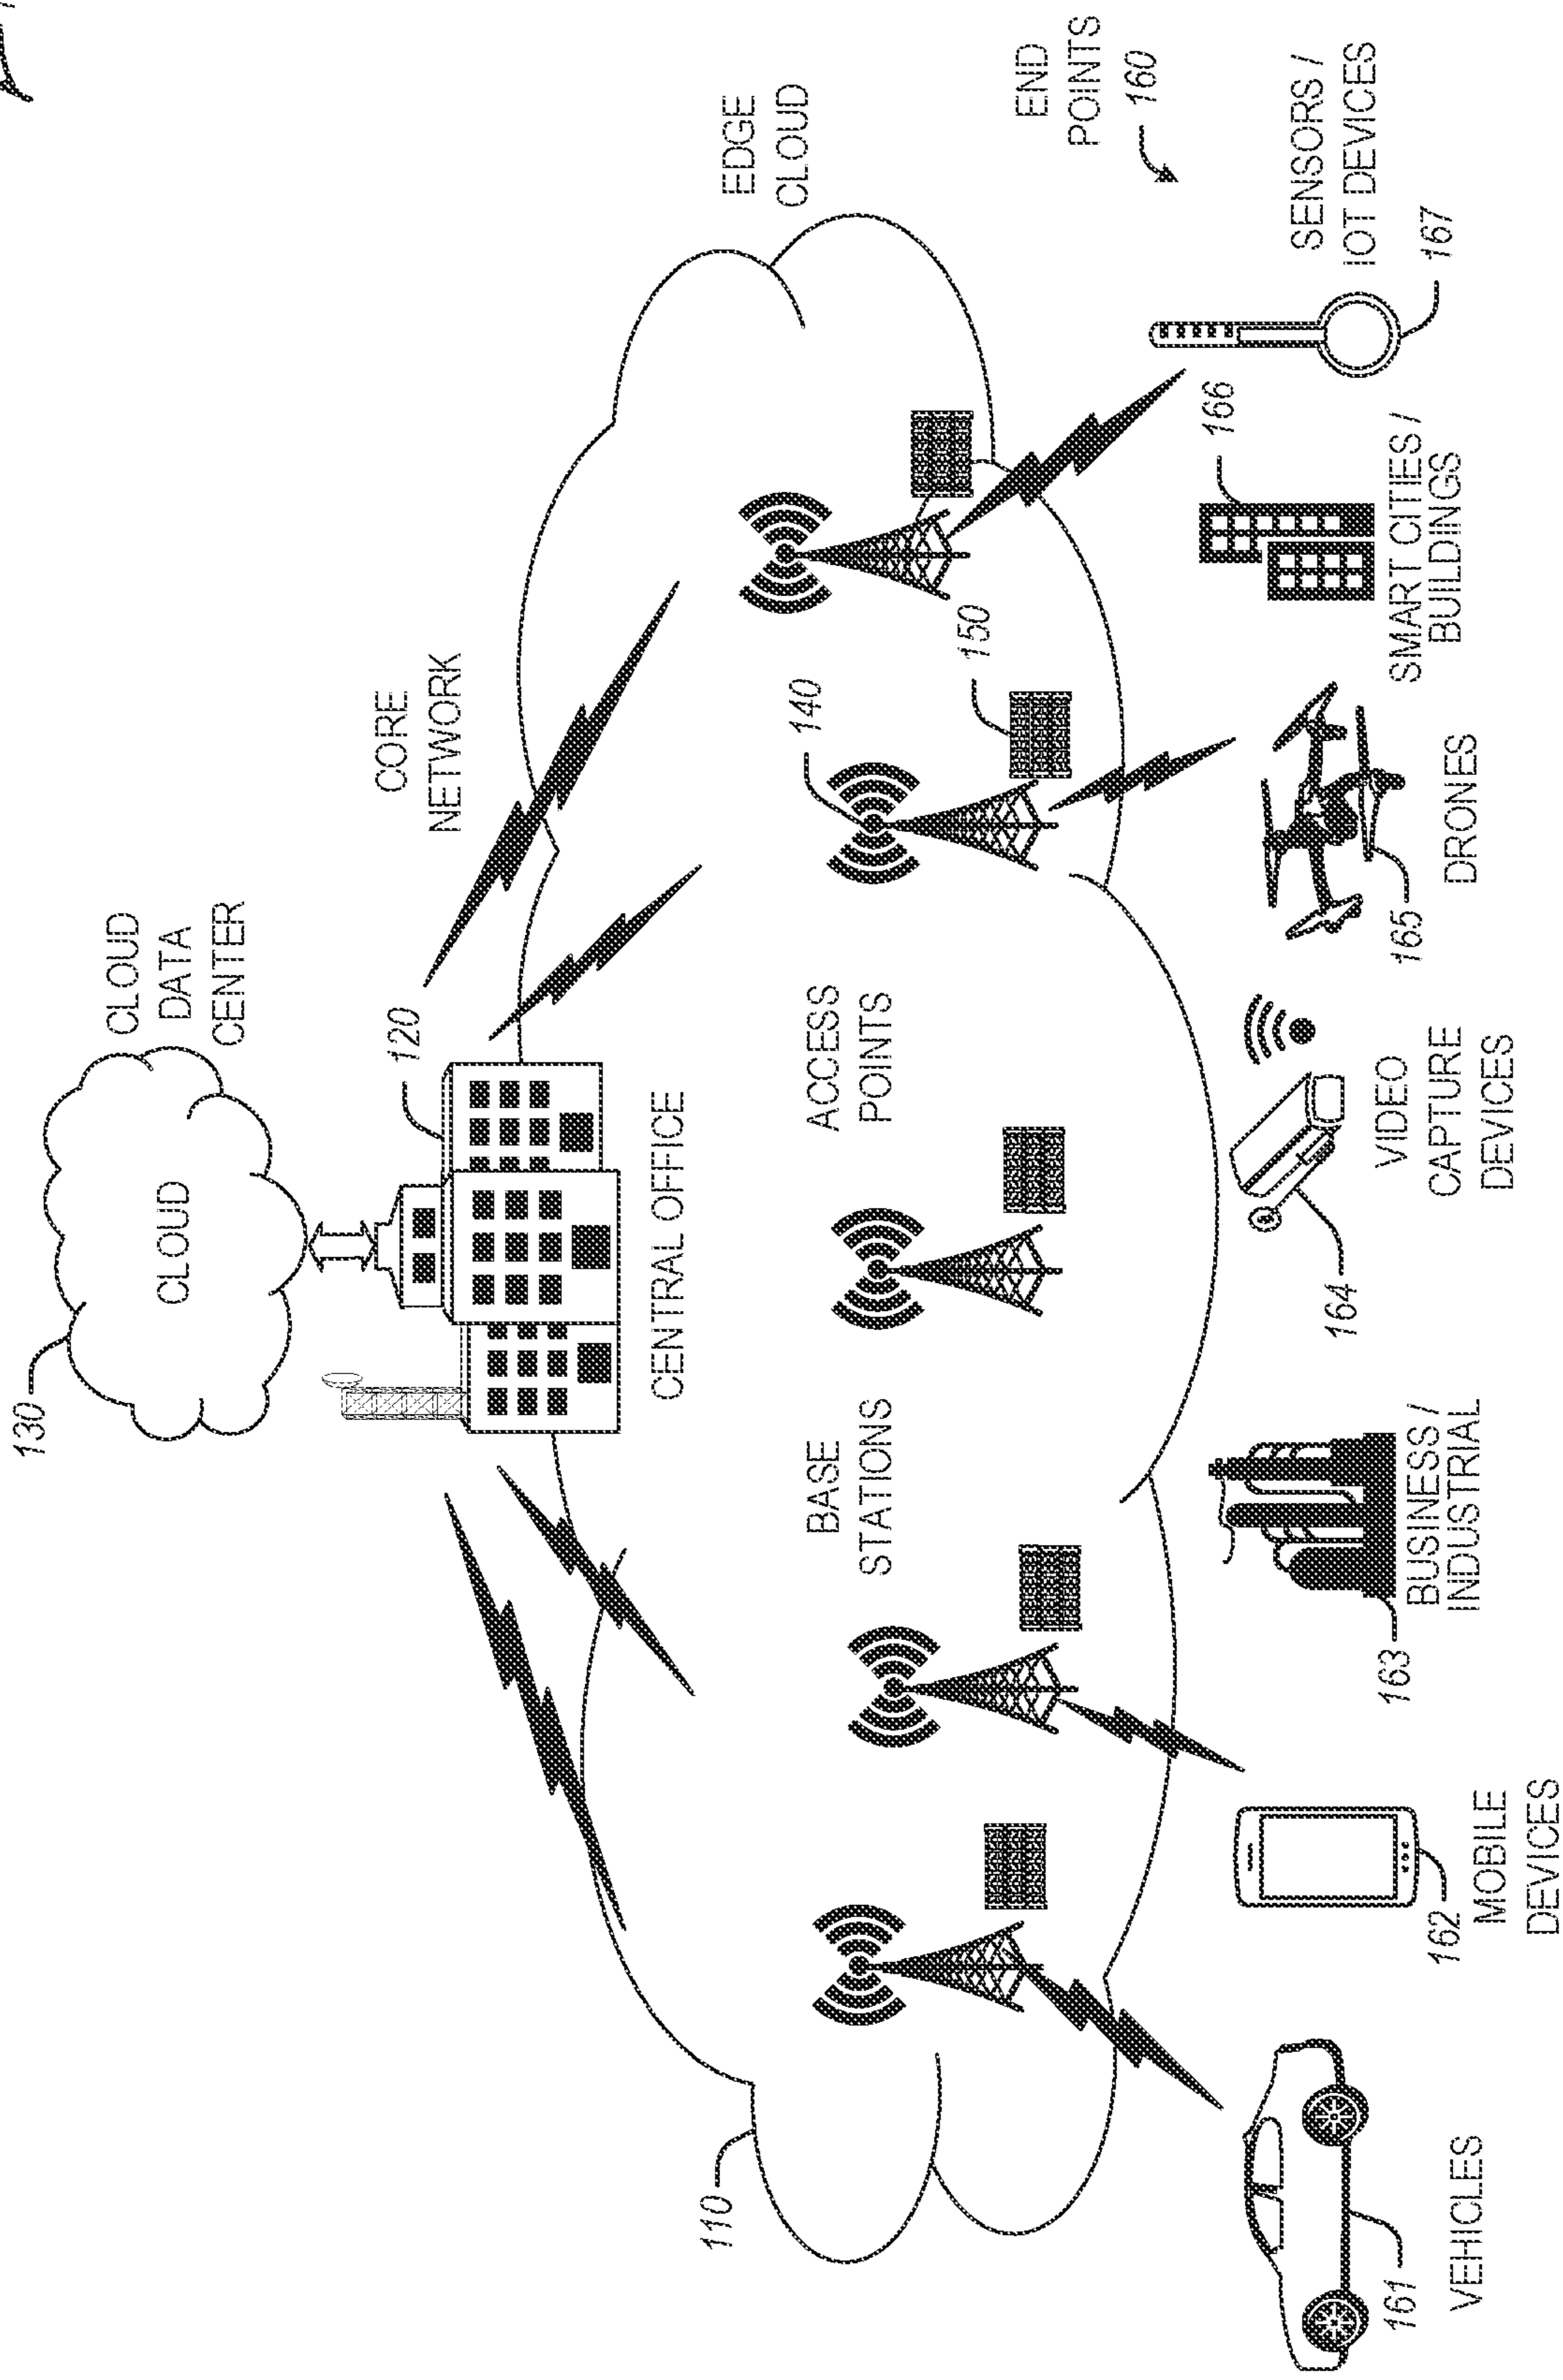 130
CLOUD
CLOUD
DATA
CENTER
120
CORE
NETWORK
CENTRAL OFFICE
EDGE
CLOUD
110
BASE
STATIONS
ACCESS
POINTS
140
150
END
POINTS
160
161
VEHICLES
162
MOBILE
DEVICES
163
BUSINESS /
INDUSTRIAL
164
VIDEO
CAPTURE
DEVICES
165
DRONES
166
SMART CITIES /
BUILDINGS
SENSORS /
IOT DEVICES
167